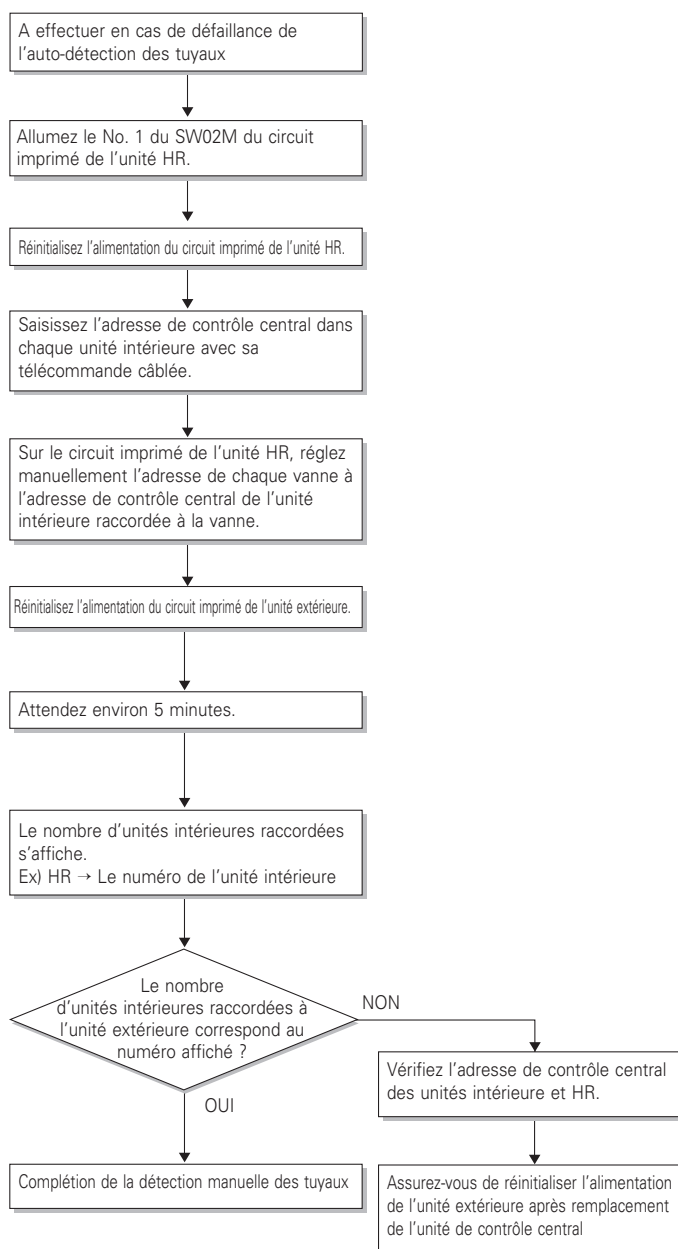 A effectuer en cas de défaillance de
l'auto-détection des tuyaux
Allumez le No. 1 du SW02M du circuit
imprimé de l'unité HR.
Réinitialisez l'alimentation du circuit imprimé de l'unité HR.
Saisissez l'adresse de contrôle central dans
chaque unité intérieure avec sa
télécommande câblée.
Sur le circuit imprimé de l'unité HR, réglez
manuellement l'adresse de chaque vanne à
l'adresse de contrôle central de l'unité
intérieure raccordée à la vanne.
Réinitialisez l'alimentation du circuit imprimé de l'unité extérieure.
Attendez environ 5 minutes.
Le nombre d'unités intérieures raccordées
s'affiche.
Ex) HR → Le numéro de l'unité intérieure
Le nombre
d'unités intérieures raccordées à
l'unité extérieure correspond au
numéro affiché ?
NON
Vérifiez l'adresse de contrôle central
des unités intérieure et HR.
OUI
Complétion de la détection manuelle des tuyaux
Assurez-vous de réinitialiser l'alimentation
de l'unité extérieure après remplacement
de l'unité de contrôle central